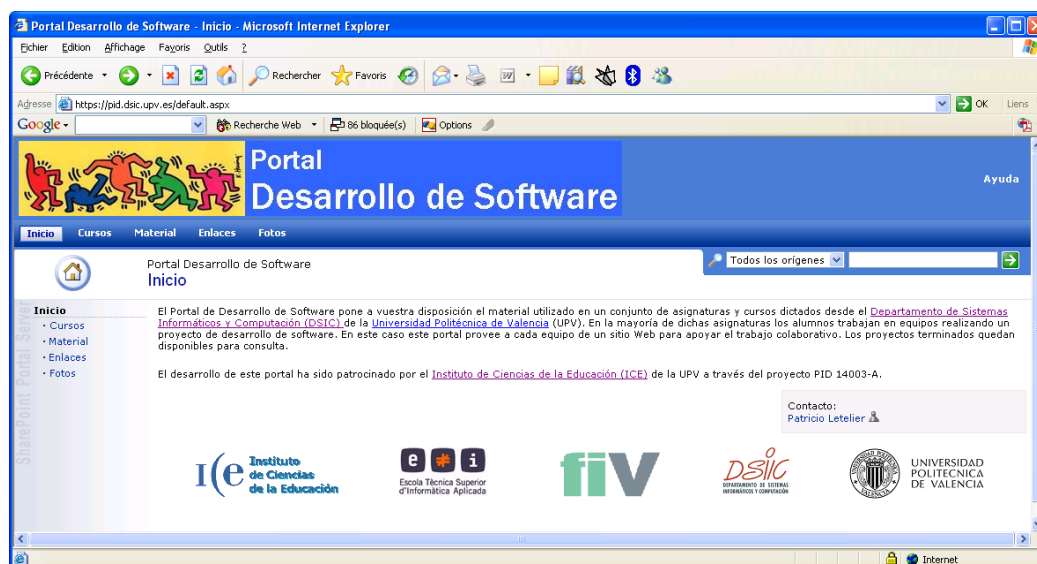 Portal Desarrollo de Software - Inicio - Microsoft Internet Explorer
Fichier Edition Affichage Favoris Outils ?
Précédente Rechercher Favoris
Adresse https://pid.dsic.upv.es/default.aspx OK Liens
Google Recherche Web 86 bloquée(s) Options
Portal
Desarrollo de Software
Ayuda
Inicio Cursos Material Enlaces Fotos
Portal Desarrollo de Software
Inicio
Todos los orígenes
Inicio
· Cursos
· Material
· Enlaces
· Fotos
SharePoint Portal Server
El Portal de Desarrollo de Software pone a vuestra disposición el material utilizado en un conjunto de asignaturas y cursos dictados desde el Departamento de Sistemas
Informáticos y Computación (DSIC) de la Universidad Politécnica de Valencia (UPV). En la mayoría de dichas asignaturas los alumnos trabajan en equipos realizando un
proyecto de desarrollo de software. En este caso este portal provee a cada equipo de un sitio Web para apoyar el trabajo colaborativo. Los proyectos terminados quedan
disponibles para consulta.
El desarrollo de este portal ha sido patrocinado por el Instituto de Ciencias de la Educación (ICE) de la UPV a través del proyecto PID 14003-A.
Contacto:
Patricio Letelier
Ice Instituto
de Ciencias
de la Educación
e i
Escola Tècnica Superior
d'Informàtica Aplicada
fiV
DSIC
DEPARTAMENTO DE SISTEMAS
INFORMÁTICOS Y COMPUTACIÓN
UNIVERSIDAD
POLITECNICA
DE VALENCIA
Internet